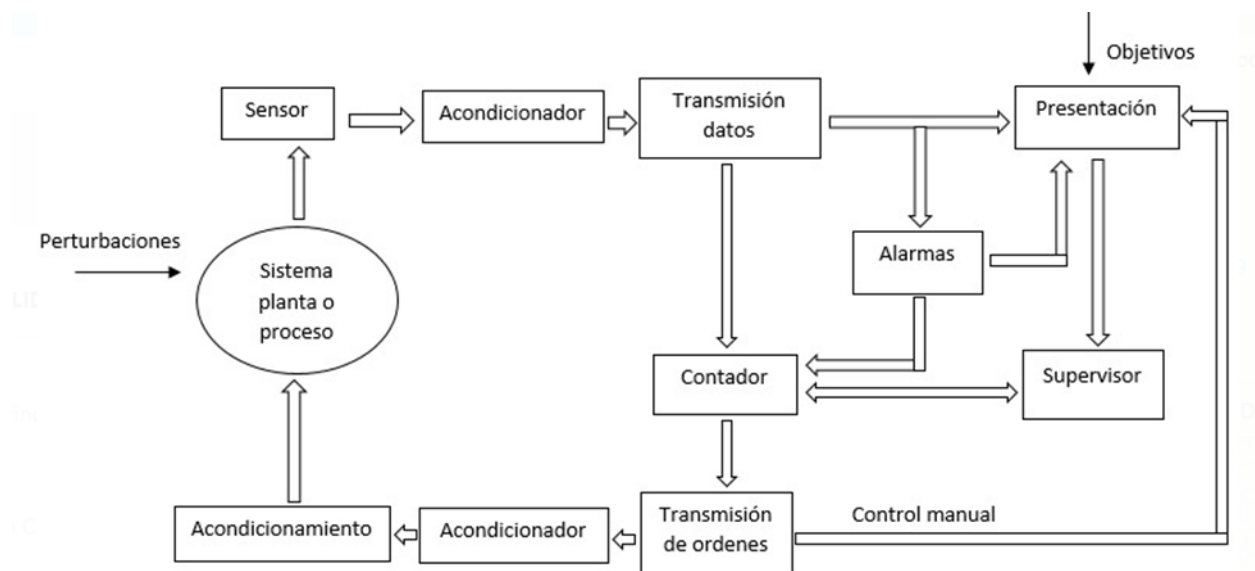 Objetivos
Sensor
Acondicionador
Transmisión
datos
Presentación
Perturbaciones
Sistema
planta o
proceso
Alarmas
Contador
Supervisor
Acondicionamiento
Acondicionador
Transmisión
de ordenes
Control manual